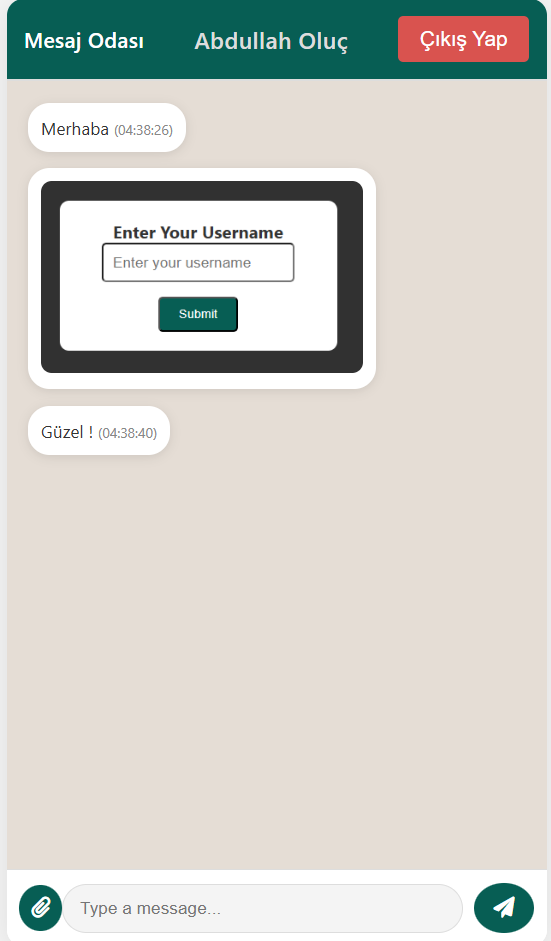 Mesaj Odası
Abdullah Oluç
Çıkış Yap
Merhaba (04:38:26)
Enter Your Username
Enter your username
Submit
Güzel ! (04:38:40)
Type a message...